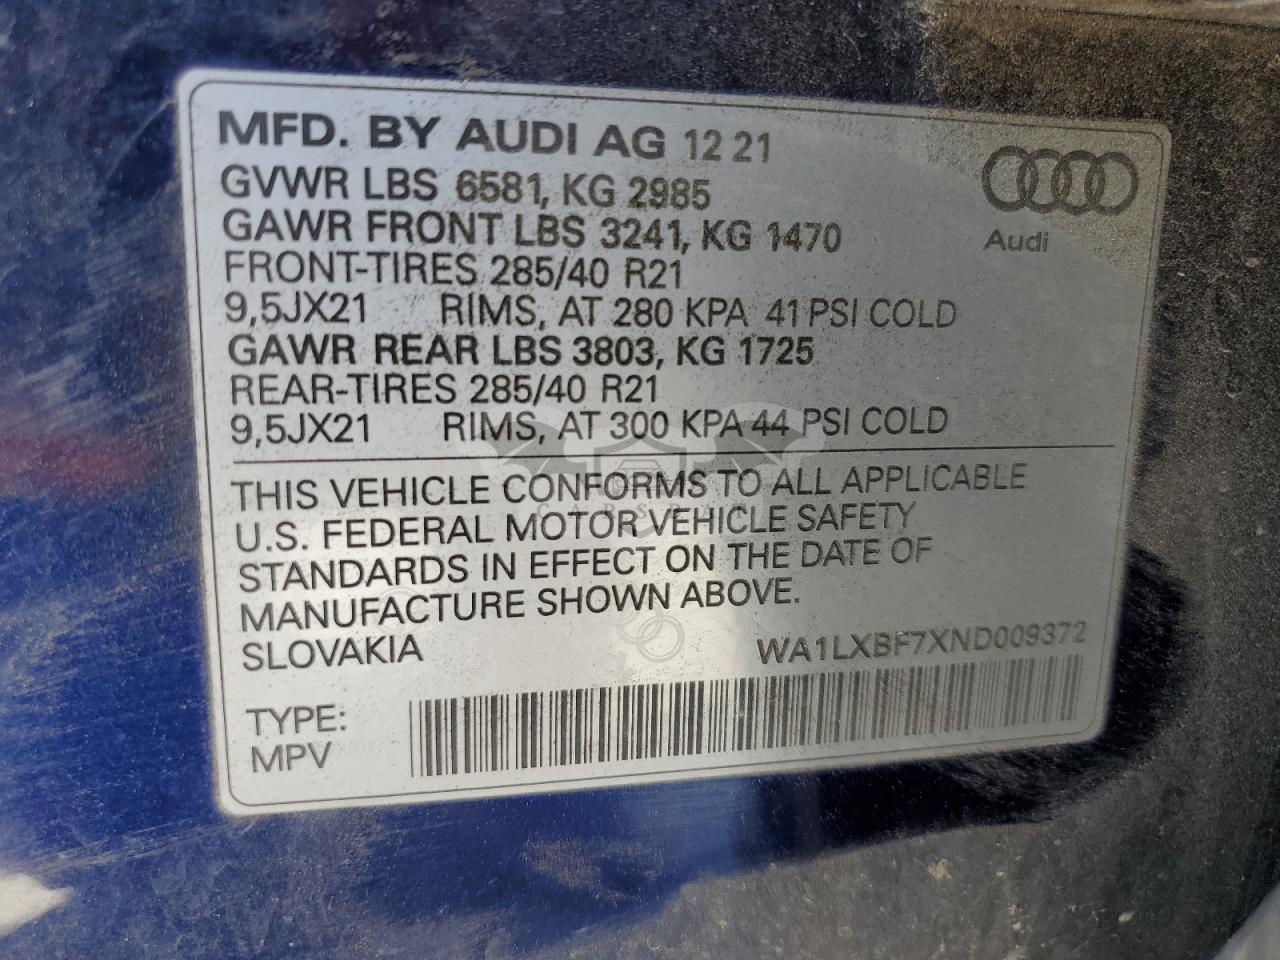 MFD. BY AUDI AG 12 21
GVWR LBS 6581, KG 2985
GAWR FRONT LBS 3241, KG 1470
FRONT-TIRES 285/40 R21
9,5JX21 RIMS, AT 280 KPA 41 PSI COLD
GAWR REAR LBS 3803, KG 1725
REAR-TIRES 285/40 R21
9,5JX21 RIMS, AT 300 KPA 44 PSI COLD
Audi
THIS VEHICLE CONFORMS TO ALL APPLICABLE
U.S. FEDERAL MOTOR VEHICLE SAFETY
STANDARDS IN EFFECT ON THE DATE OF
MANUFACTURE SHOWN ABOVE.
SLOVAKIA WA1LXBF7XND009372
TYPE:
MPV